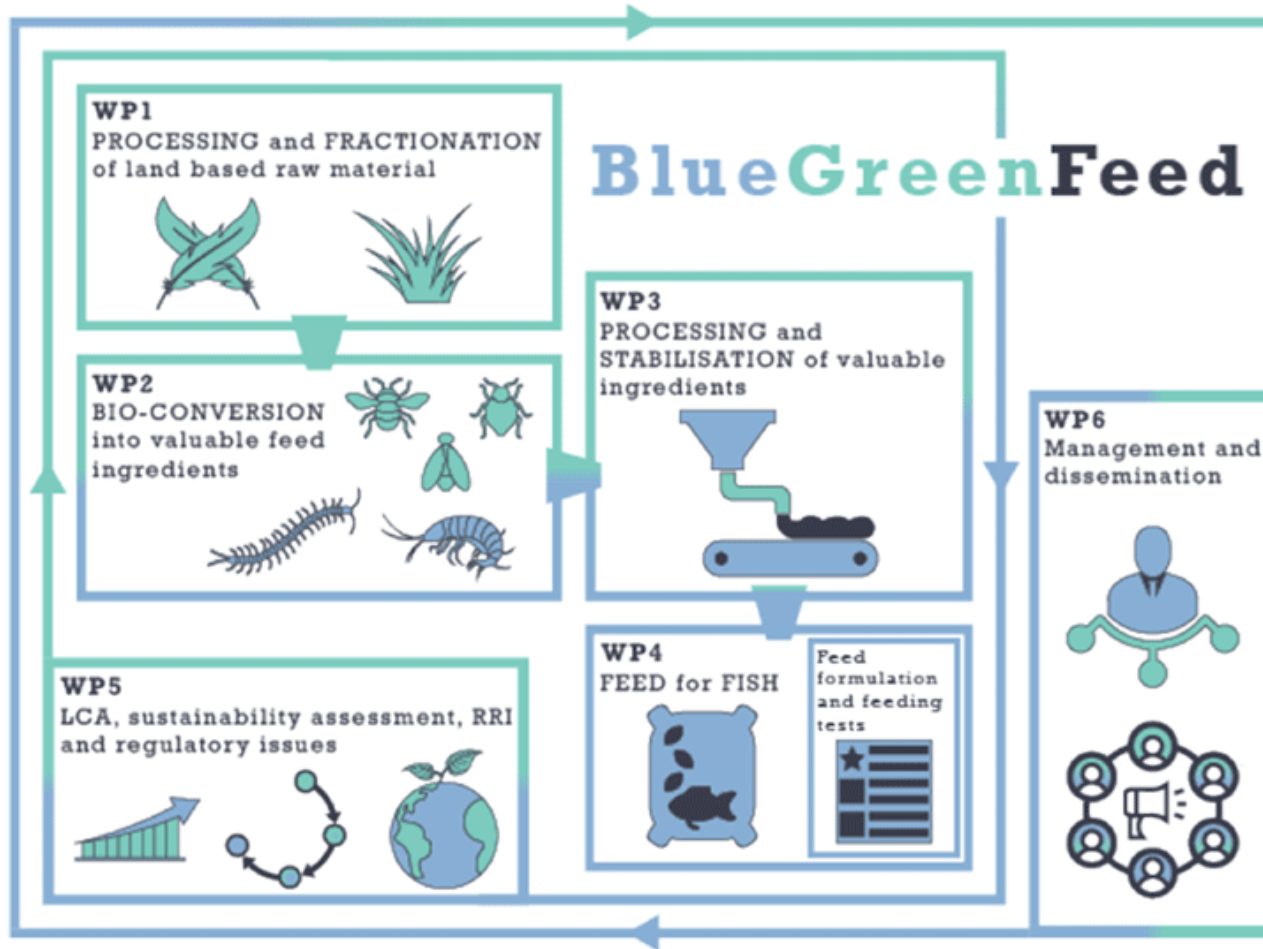 WP1
PROCESSING and FRACTIONATION
of land based raw material
BlueGreenFeed
WP2
BIO-CONVERSION
into valuable feed
ingredients
WP3
PROCESSING and
STABILISATION of valuable
ingredients
WP6
Management and
dissemination
WP5
LCA, sustainability assessment, RRI
and regulatory issues
WP4
FEED for FISH
Feed
formulation
and feeding
tests